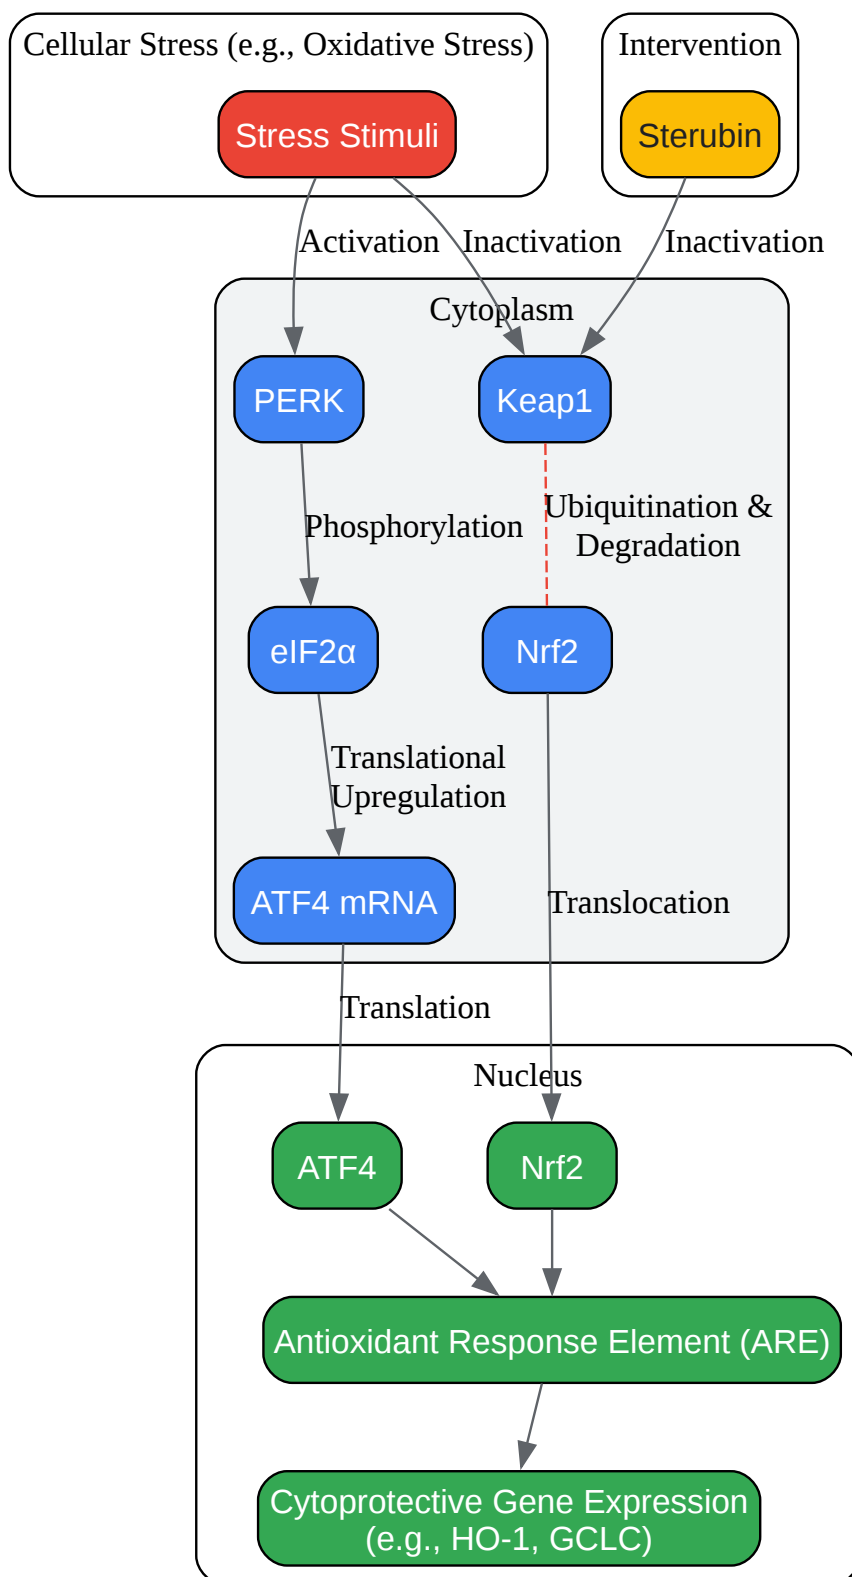 Cellular Stress (e.g., Oxidative Stress)
Intervention
Stress Stimuli
Sterubin
Activation
Inactivation
Inactivation
Cytoplasm
PERK
Keap1
Phosphorylation
Ubiquitination &
Degradation
eIF2α
Nrf2
Translational
Upregulation
ATF4 mRNA
Translocation
Translation
Nucleus
ATF4
Nrf2
Antioxidant Response Element (ARE)
Cytoprotective Gene Expression
(e.g., HO-1, GCLC)